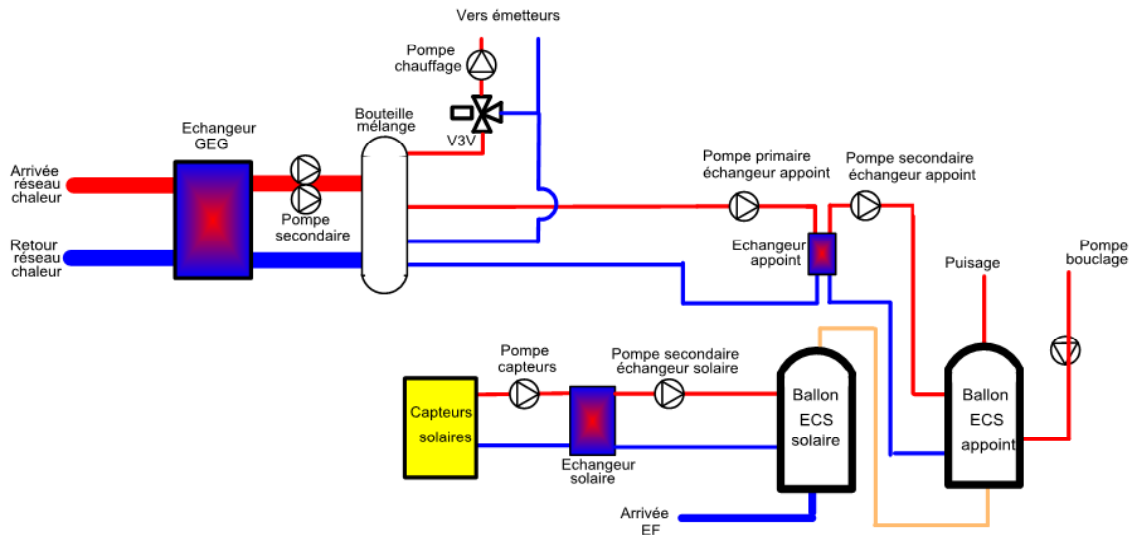 Vers émetteurs
Pompe
chauffage
V3V
Bouteille
mélange
Echangeur
GEG
Arrivée
réseau
chaleur
Pompe
secondaire
Retour
réseau
chaleur
Pompe primaire
échangeur appoint
Pompe secondaire
échangeur appoint
Echangeur
appoint
Puisage
Pompe
bouclage
Pompe
capteurs
Pompe secondaire
échangeur solaire
Capteurs
solaires
Echangeur
solaire
Ballon
ECS
solaire
Ballon
ECS
appoint
Arrivée
EF